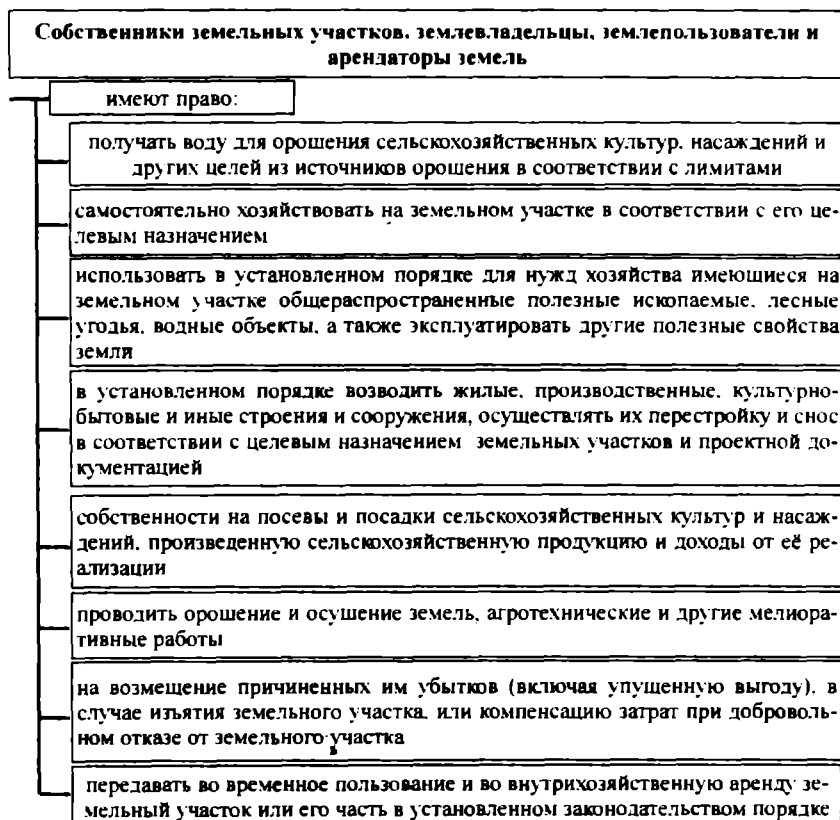 Собственники земельных участков, землевладельцы, землепользователи и
арендаторы земель
имеют право:
получать воду для орошения сельскохозяйственных культур, насаждений и
других целей из источников орошения в соответствии с лимитами
самостоятельно хозяйствовать на земельном участке в соответствии с его це-
левым назначением
использовать в установленном порядке для нужд хозяйства имеющиеся на
земельном участке общераспространенные полезные ископаемые, лесные
угодья, водные объекты, а также эксплуатировать другие полезные свойства
земли
в установленном порядке возводить жилые, производственные, культурно-
бытовые и иные строения и сооружения, осуществлять их перестройку и снос
в соответствии с целевым назначением земельных участков и проектной до-
кументацией
собственности на посевы и посадки сельскохозяйственных культур и насаж-
дений, произведенную сельскохозяйственную продукцию и доходы от её ре-
ализации
проводить орошение и осушение земель, агротехнические и другие мелиора-
тивные работы
на возмещение причиненных им убытков (включая упущенную выгоду), в
случае изъятия земельного участка, или компенсацию затрат при доброволь-
ном отказе от земельного участка
передавать во временное пользование и во внутрихозяйственную аренду зе-
мельный участок или его часть в установленном законодательством порядке